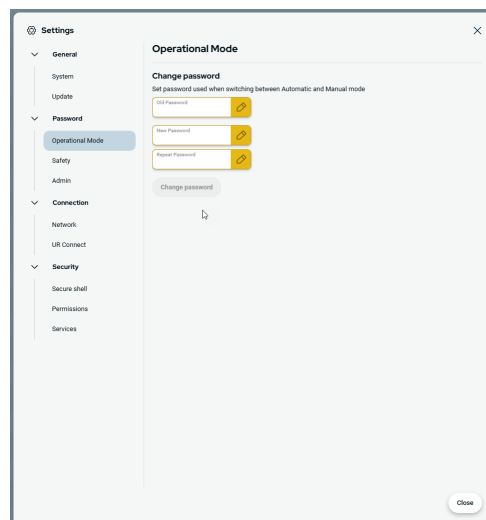 Settings
General
System
Update
Password
Operational Mode
Safety
Admin
Connection
Network
UR Connect
Security
Secure shell
Permissions
Services
Operational Mode
Change password
Set password used when switching between Automatic and Manual mode
Old Password
New Password
Repeat Password
Change password
Close